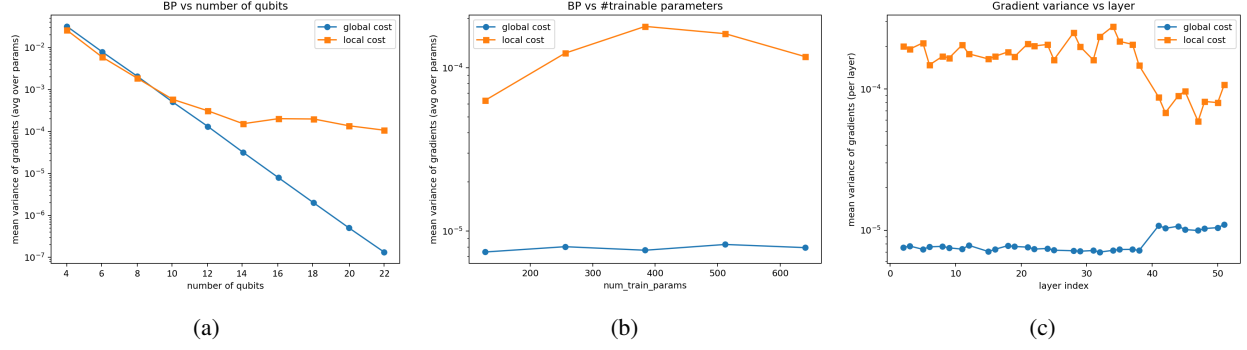 BP vs number of qubits
mean variance of gradients (avg over params)
10⁻²
10⁻³
10⁻⁴
10⁻⁵
10⁻⁶
10⁻⁷
global cost
local cost
4 6 8 10 12 14 16 18 20 22
number of qubits
(a)
BP vs #trainable parameters
mean variance of gradients (avg over params)
10⁻⁴
10⁻⁵
global cost
local cost
200 300 400 500 600
num_train_params
(b)
Gradient variance vs layer
mean variance of gradients (per layer)
10⁻⁴
10⁻⁵
global cost
local cost
0 10 20 30 40 50
layer index
(c)